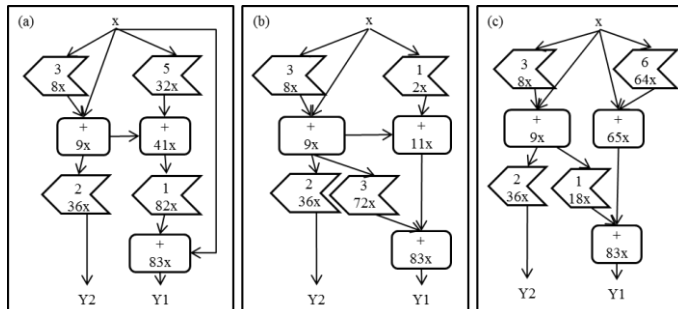 (a)
x
3
8x
5
32x
+
9x
+
41x
2
36x
1
82x
+
83x
Y2
Y1
(b)
x
3
8x
1
2x
+
9x
+
11x
2
36x
3
72x
+
83x
Y2
Y1
(c)
x
3
8x
6
64x
+
9x
+
65x
2
36x
1
18x
+
83x
Y2
Y1